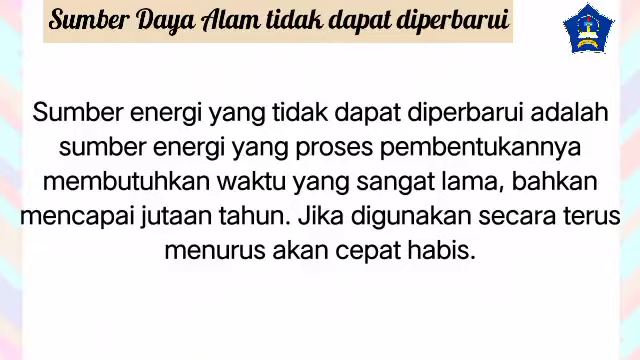 Sumber Daya Alam tidak dapat diperbarui
Sumber energi yang tidak dapat diperbarui adalah
sumber energi yang proses pembentukannya
membutuhkan waktu yang sangat lama, bahkan
mencapai jutaan tahun. Jika digunakan secara terus
menurus akan cepat habis.